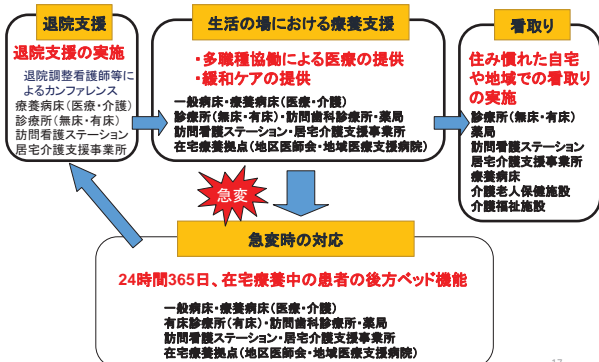 退院支援
退院支援の実施
退院調整看護師等に
よるカンファレンス
療養病床(医療・介護)
診療所(無床・有床)
訪問看護ステーション
居宅介護支援事業所
生活の場における療養支援
・多職種協働による医療の提供
・緩和ケアの提供
一般病床・療養病床(医療・介護)
診療所(無床・有床)・訪問歯科診療所・薬局
訪問看護ステーション・居宅介護支援事業所
在宅療養拠点(地区医師会・地域医療支援病院)
看取り
住み慣れた自宅
や地域での看取り
の実施
診療所(無床・有床)
薬局
訪問看護ステーション
居宅介護支援事業所
療養病床
介護老人保健施設
介護福祉施設
急変
急変時の対応
24時間365日、在宅療養中の患者の後方ベッド機能
一般病床・療養病床(医療・介護)
有床診療所(有床)・訪問歯科診療所・薬局
訪問看護ステーション・居宅介護支援事業所
在宅療養拠点(地区医師会・地域医療支援病院)
17